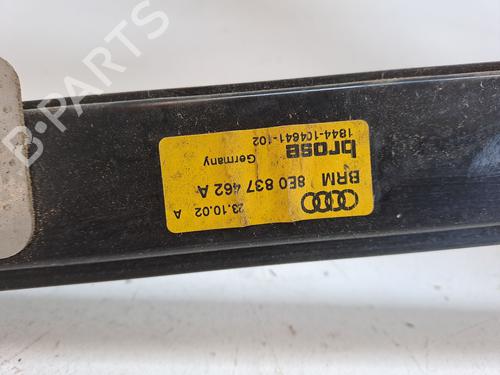 BRM 8E0 837 462 A
23.10.02 A
brose Germany
1844-104641-102
B-PARTS